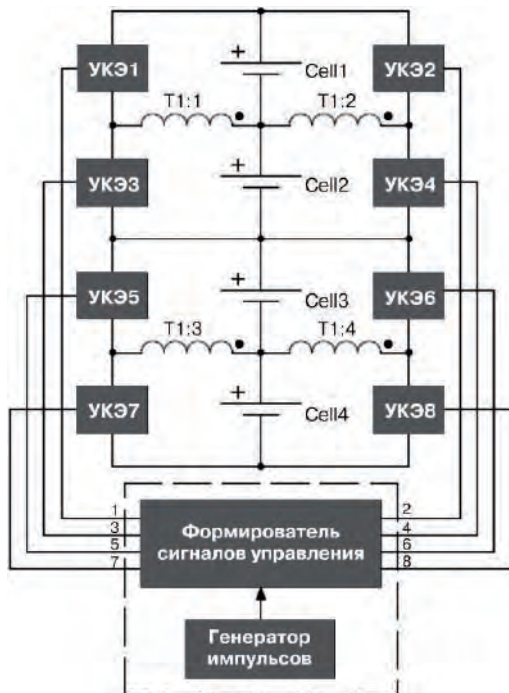 УКЭ1
+
Cell1
УКЭ2
T1:1
T1:2
УКЭ3
+
Cell2
УКЭ4
УКЭ5
+
Cell3
УКЭ6
T1:3
T1:4
УКЭ7
+
Cell4
УКЭ8
1
3
5
7
Формирователь
сигналов управления
2
4
6
8
Генератор
импульсов